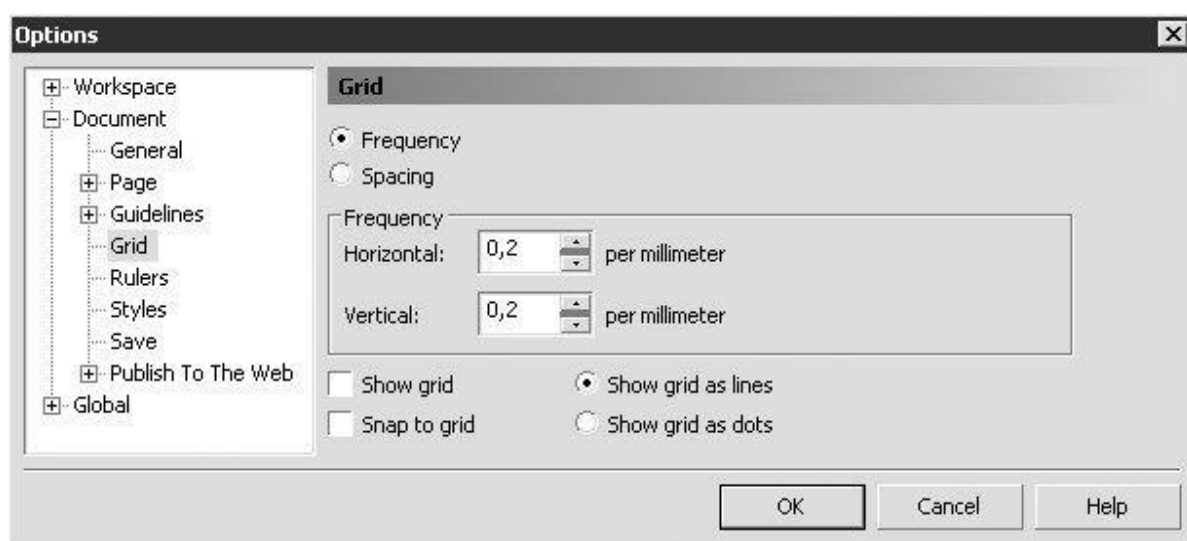 Options
Workspace
Document
General
Page
Guidelines
Grid
Rulers
Styles
Save
Publish To The Web
Global
Grid
Frequency
Spacing
Frequency
Horizontal: 0,2 per millimeter
Vertical: 0,2 per millimeter
Show grid Show grid as lines
Snap to grid Show grid as dots
OK Cancel Help